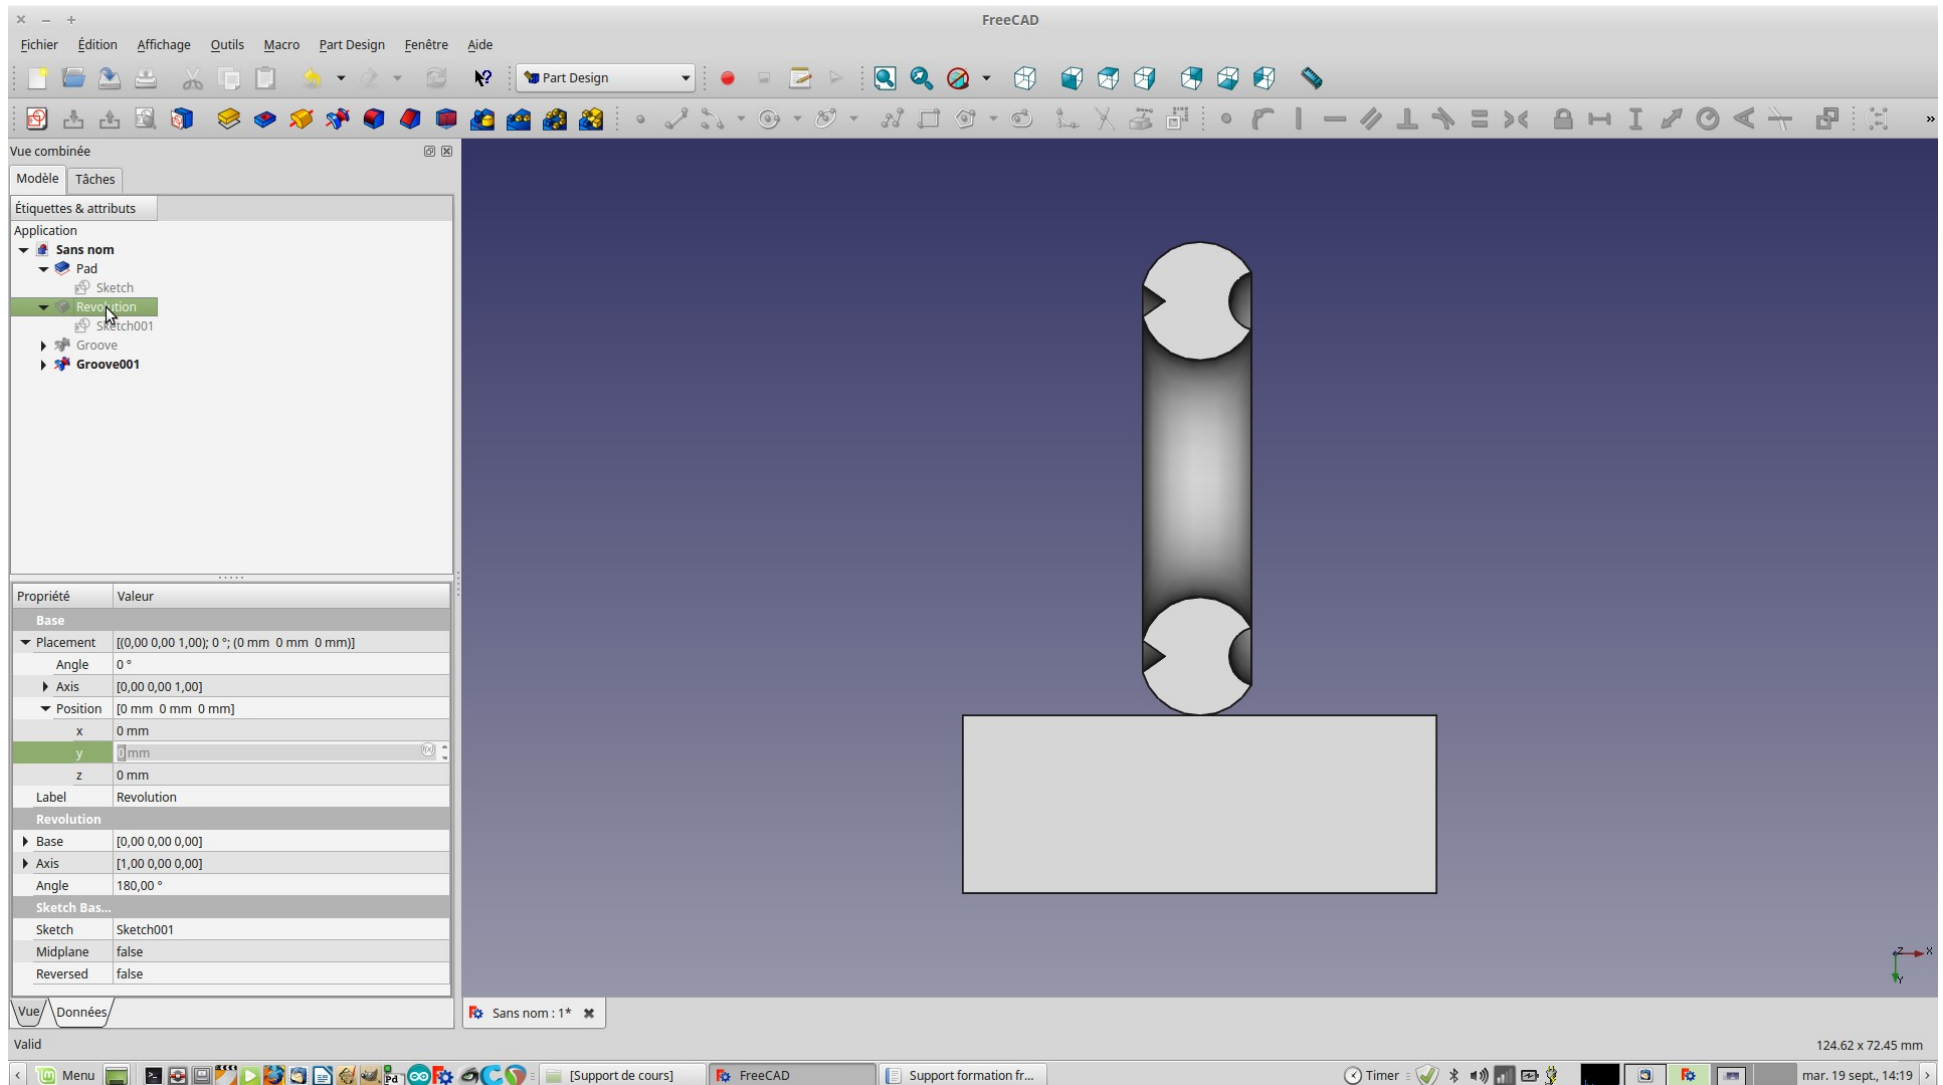 FreeCAD
Fichier Édition Affichage Outils Macro Part Design Fenêtre Aide
Part Design
Vue combinée
Modèle Tâches
Étiquettes & attributs
Application
Sans nom
Pad
Sketch
Revolution
Sketch001
Groove
Groove001
Propriété Valeur
Base
Placement [(0,00 0,00 1,00); 0 °; (0 mm 0 mm 0 mm)]
Angle 0 °
Axis [0,00 0,00 1,00]
Position [0 mm 0 mm 0 mm]
x 0 mm
y 0 mm
z 0 mm
Label Revolution
Revolution
Base [0,00 0,00 0,00]
Axis [1,00 0,00 0,00]
Angle 180,00 °
Sketch Bas...
Sketch Sketch001
Midplane false
Reversed false
Z X
Y
Vue Données
Sans nom : 1*
Valid 124.62 x 72.45 mm
Menu Pd [Support de cours] FreeCAD Support formation fr... Timer mar. 19 sept., 14:19